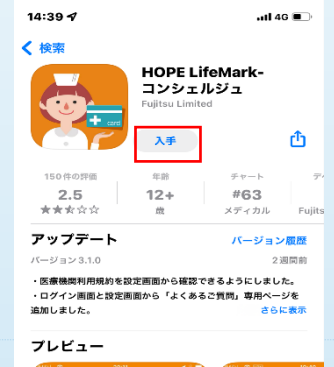 14:39
4G
検索
HOPE LifeMark-
コンシェルジュ
Fujitsu Limited
card
入手
150件の評価
年齢
チャート
2.5
12+
#63
★★☆☆☆
歳
メディカル
Fujits
アップデート
バージョン履歴
バージョン 3.1.0
2週間前
・医療機関利用規約を設定画面から確認できるようにしました。
・ログイン画面と設定画面から「よくあるご質問」専用ページを
追加しました。
さらに表示
プレビュー